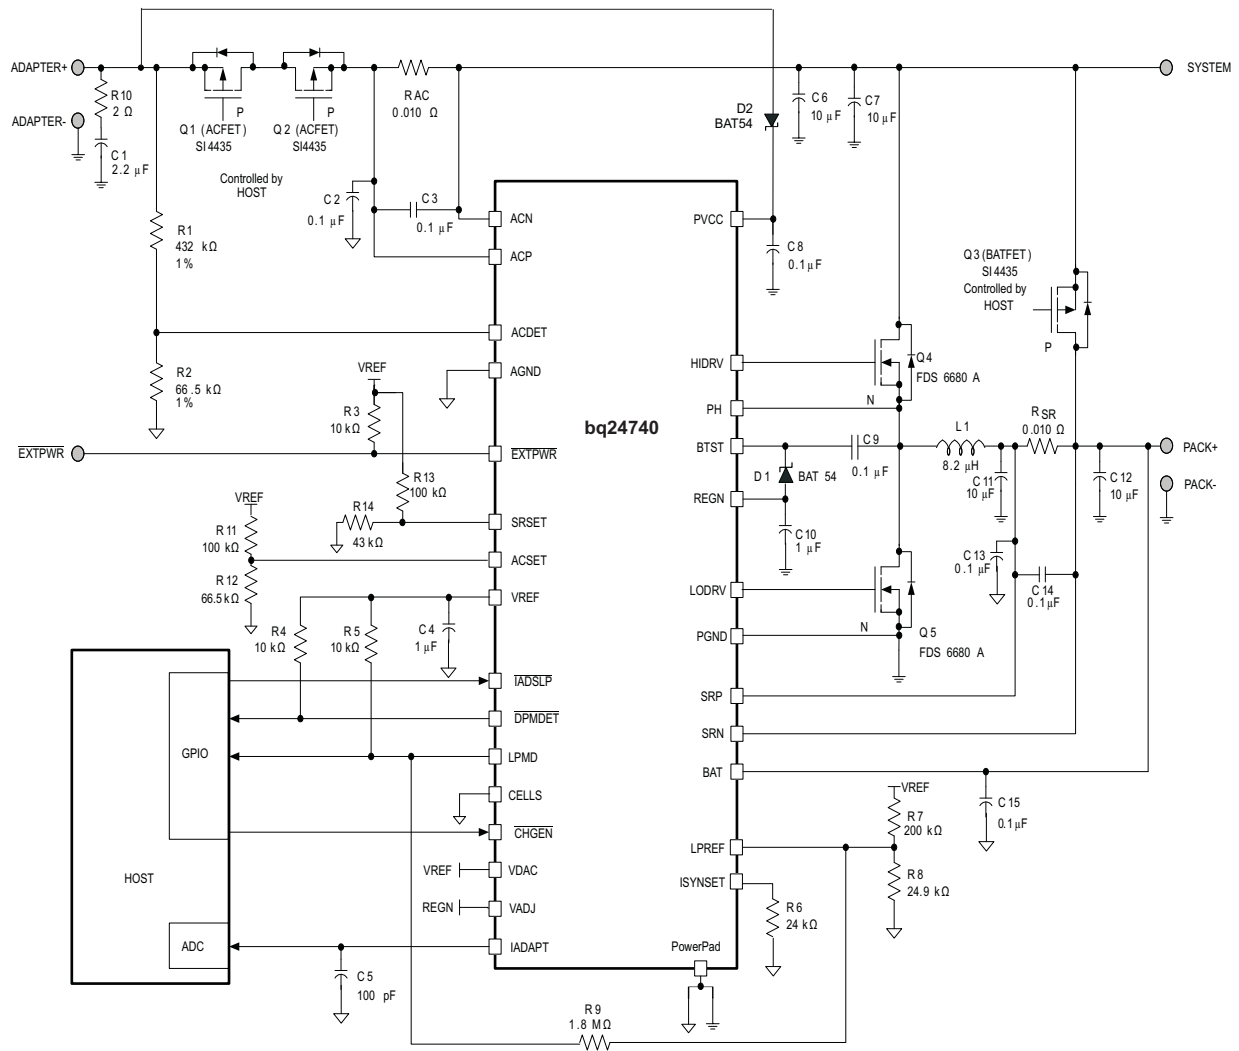 ADAPTER+
ADAPTER-
R10
2 Ω
C1
2.2 µF
P
Q1 (ACFET)
SI4435
P
Q2 (ACFET)
SI4435
Controlled by
HOST
RAC
0.010 Ω
C2
0.1 µF
C3
0.1 µF
D2
BAT54
C6
10 µF
C7
10 µF
SYSTEM
R1
432 kΩ
1%
R2
66.5 kΩ
1%
ACN
ACP
ACDET
AGND
EXTPWR
SRSET
ACSET
VREF
IADSLP
DPMDET
LPMD
CELLS
CHGEN
VDAC
VADJ
IADAPT
bq24740
PVCC
HIDRV
PH
BTST
REGN
LODRV
PGND
SRP
SRN
BAT
LPREF
ISYNSET
PowerPad
C8
0.1µF
Q3(BATFET)
SI4435
Controlled by
HOST
P
Q4
FDS 6680 A
N
VREF
R3
10 kΩ
EXTPWR
R13
100 kΩ
R14
43 kΩ
VREF
R11
100 kΩ
R12
66.5kΩ
R4
10 kΩ
R5
10 kΩ
C4
1 µF
C9
0.1 µF
D1
BAT 54
C10
1 µF
L1
8.2 µH
RSR
0.010 Ω
C11
10 µF
C12
10 µF
PACK+
PACK-
C13
0.1 µF
C14
0.1µF
N
Q5
FDS 6680 A
GPIO
HOST
ADC
VREF
REGN
C5
100 pF
C15
0.1µF
VREF
R7
200 kΩ
R8
24.9 kΩ
R6
24 kΩ
R9
1.8 MΩ